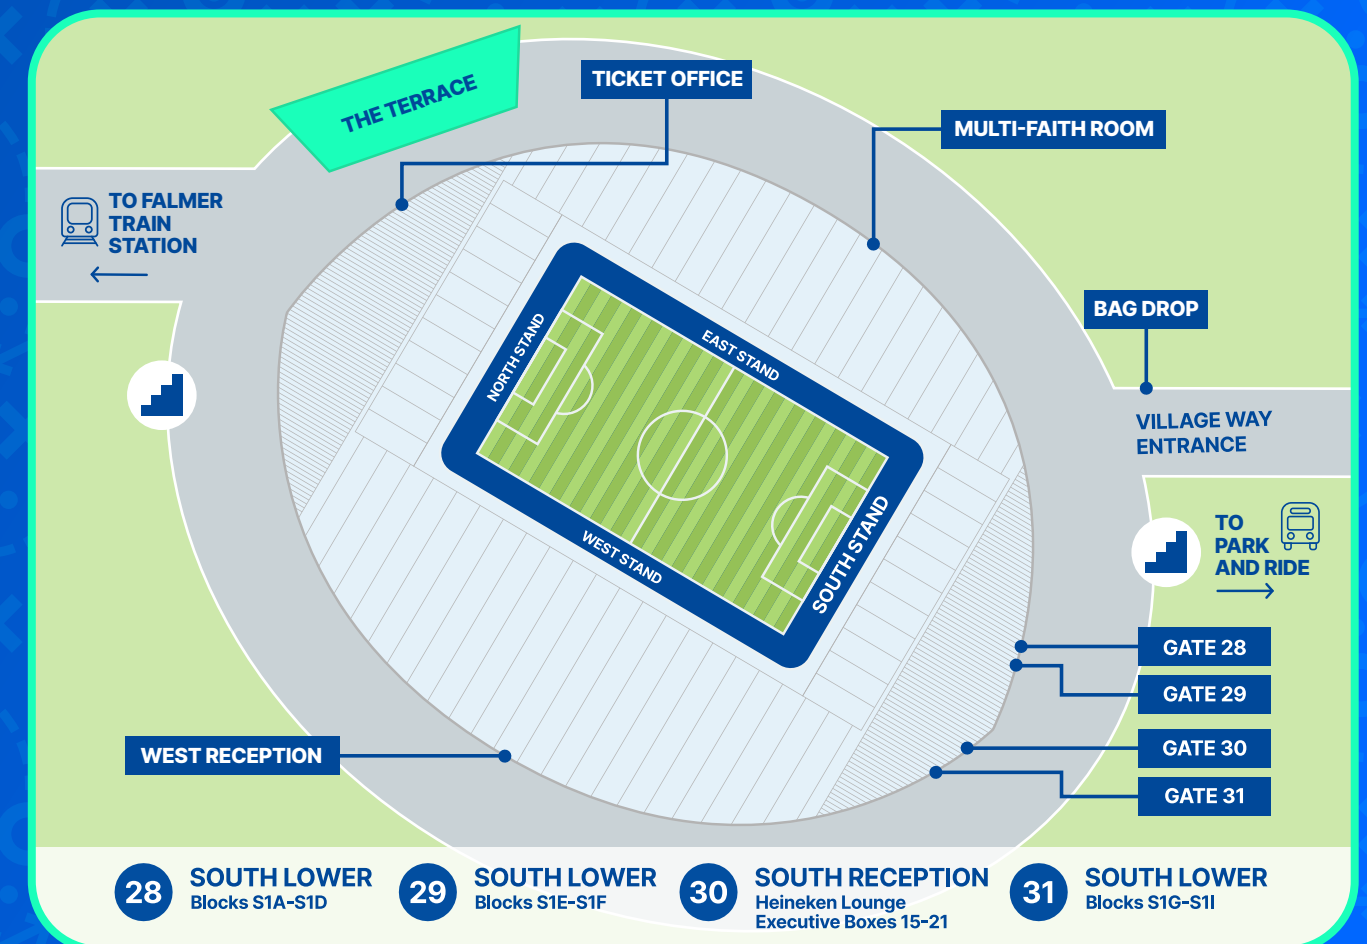 THE TERRACE
TICKET OFFICE
MULTI-FAITH ROOM
TO FALMER
TRAIN
STATION
BAG DROP
VILLAGE WAY
ENTRANCE
NORTH STAND
EAST STAND
WEST STAND
SOUTH STAND
TO
PARK
AND RIDE
GATE 28
GATE 29
GATE 30
GATE 31
WEST RECEPTION
28
SOUTH LOWER
Blocks S1A-S1D
29
SOUTH LOWER
Blocks S1E-S1F
30
SOUTH RECEPTION
Heineken Lounge
Executive Boxes 15-21
31
SOUTH LOWER
Blocks S1G-S1I